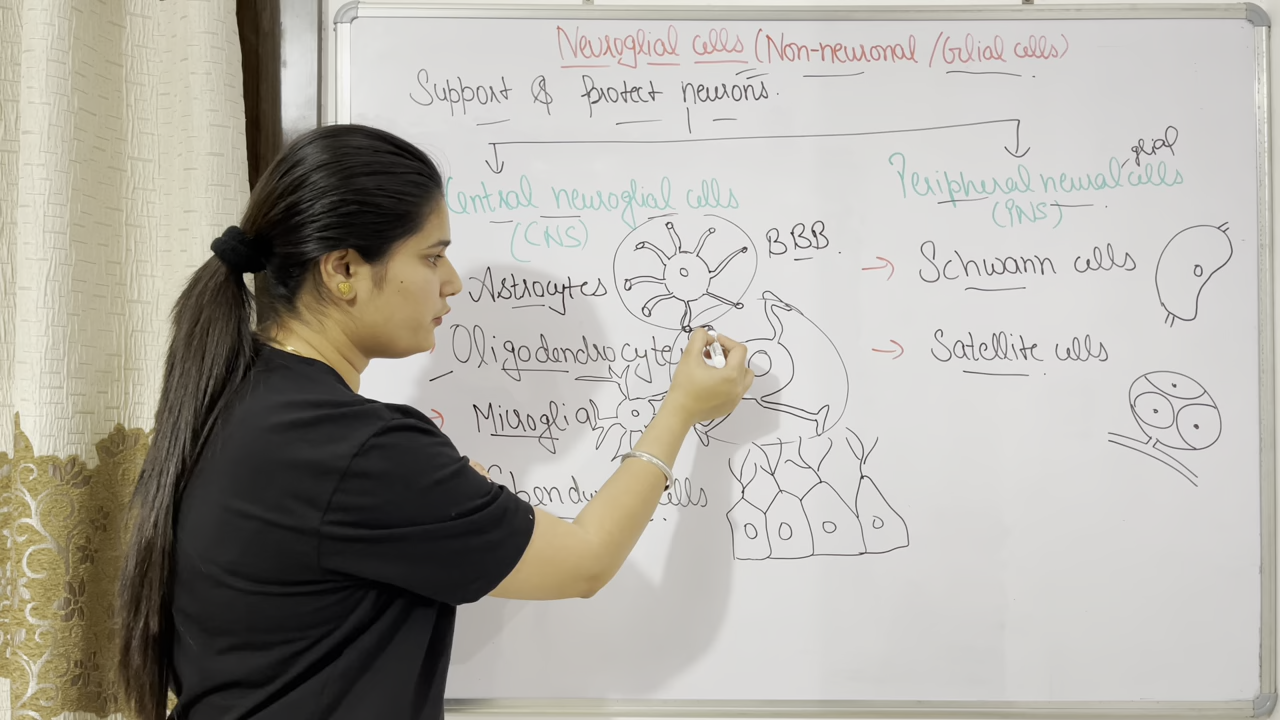 Neuroglial cells (Non-neuronal / Glial cells)
Support & protect neurons.
Central neuroglial cells
(CNS)
Astrocytes
BBB.
Oligodendrocyte
Microglia
cells
glial
Peripheral neural cells
(PNS)
→ Schwann cells
→ Satellite cells